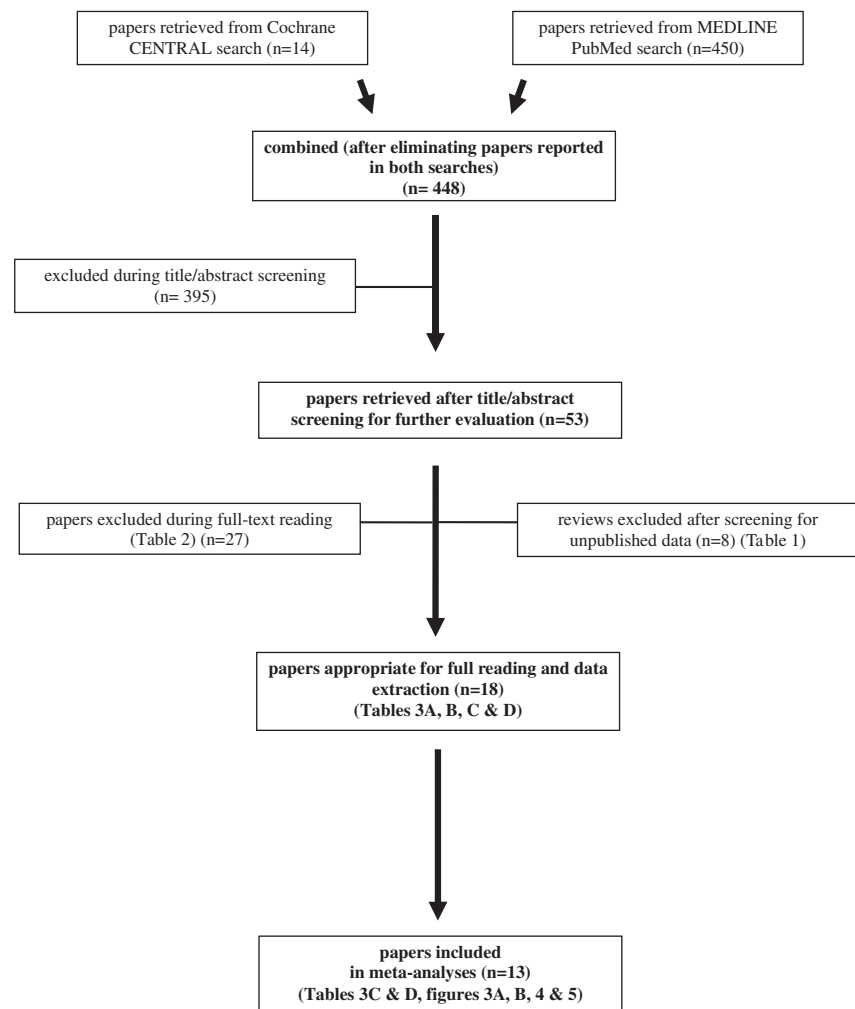 papers retrieved from Cochrane
CENTRAL search (n=14)
papers retrieved from MEDLINE
PubMed search (n=450)
combined (after eliminating papers reported
in both searches)
(n= 448)
excluded during title/abstract screening
(n= 395)
papers retrieved after title/abstract
screening for further evaluation (n=53)
papers excluded during full-text reading
(Table 2) (n=27)
reviews excluded after screening for
unpublished data (n=8) (Table 1)
papers appropriate for full reading and data
extraction (n=18)
(Tables 3A, B, C & D)
papers included
in meta-analyses (n=13)
(Tables 3C & D, figures 3A, B, 4 & 5)